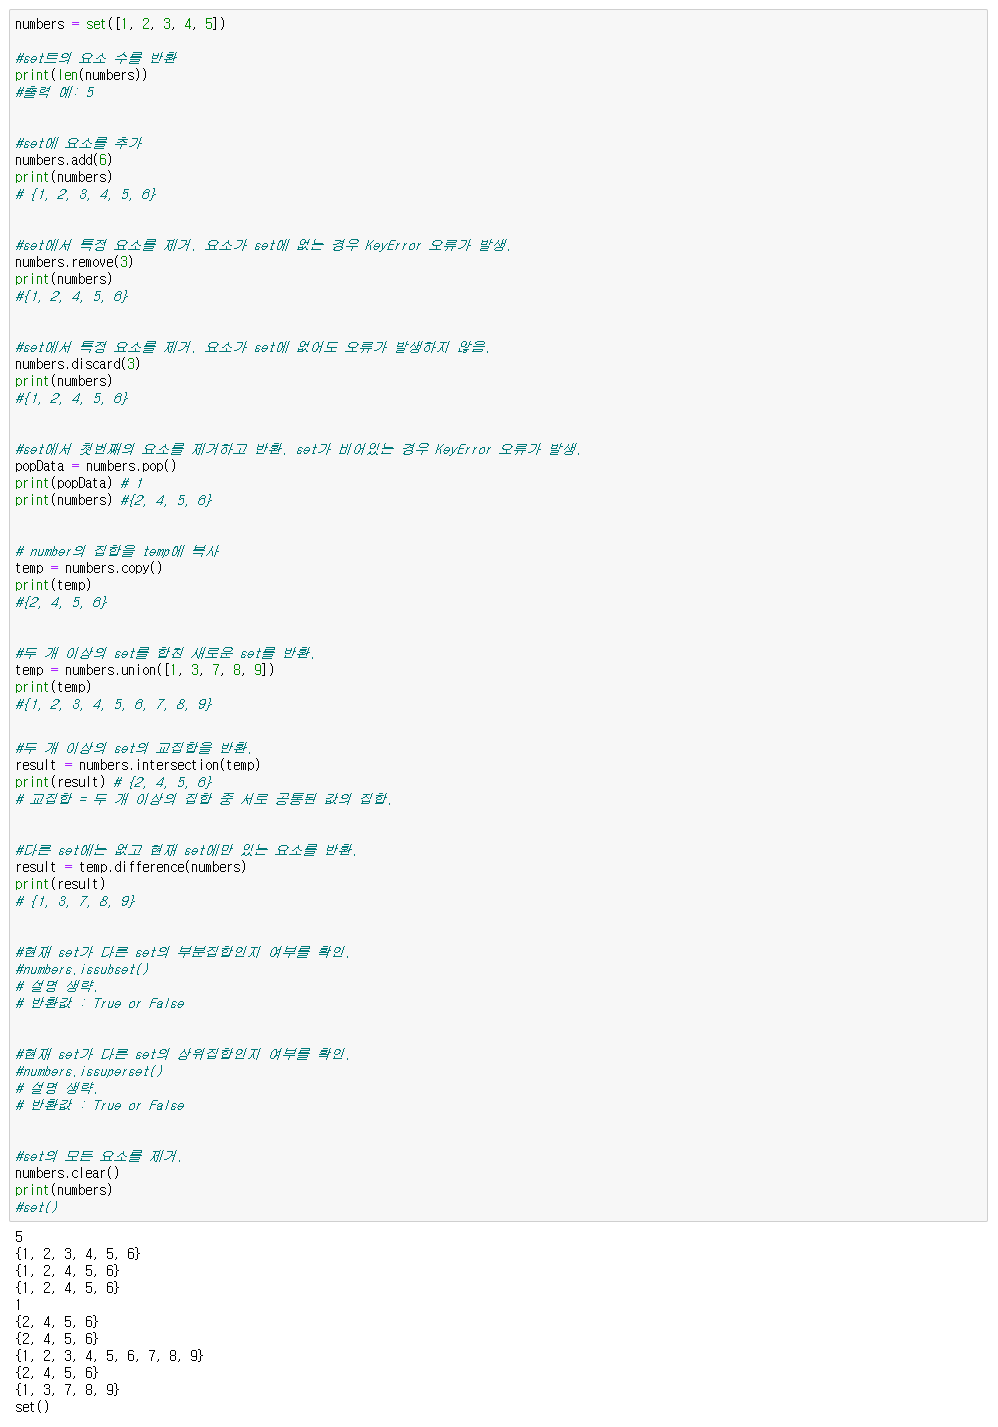 numbers = set([1, 2, 3, 4, 5])
#set트의 요소 수를 반환
print(len(numbers))
#출력 예: 5
#set에 요소를 추가
numbers.add(6)
print(numbers)
# {1, 2, 3, 4, 5, 6}
#set에서 특정 요소를 제거. 요소가 set에 없는 경우 KeyError 오류가 발생.
numbers.remove(3)
print(numbers)
#{1, 2, 4, 5, 6}
#set에서 특정 요소를 제거. 요소가 set에 없어도 오류가 발생하지 않음.
numbers.discard(3)
print(numbers)
#{1, 2, 4, 5, 6}
#set에서 첫번째의 요소를 제거하고 반환. set가 비어있는 경우 KeyError 오류가 발생.
popData = numbers.pop()
print(popData) # 1
print(numbers) #{2, 4, 5, 6}
# number의 집합을 temp에 복사
temp = numbers.copy()
print(temp)
#{2, 4, 5, 6}
#두 개 이상의 set를 합친 새로운 set를 반환.
temp = numbers.union([1, 3, 7, 8, 9])
print(temp)
#{1, 2, 3, 4, 5, 6, 7, 8, 9}
#두 개 이상의 set의 교집합을 반환.
result = numbers.intersection(temp)
print(result) # {2, 4, 5, 6}
# 교집합 = 두 개 이상의 집합 중 서로 공통된 값의 집합.
#다른 set에는 없고 현재 set에만 있는 요소를 반환.
result = temp.difference(numbers)
print(result)
# {1, 3, 7, 8, 9}
#현재 set가 다른 set의 부분집합인지 여부를 확인.
#numbers.issubset()
# 설명 생략.
# 반환값 : True or False
#현재 set가 다른 set의 상위집합인지 여부를 확인.
#numbers.issuperset()
# 설명 생략.
# 반환값 : True or False
#set의 모든 요소를 제거.
numbers.clear()
print(numbers)
#set()
5
{1, 2, 3, 4, 5, 6}
{1, 2, 4, 5, 6}
{1, 2, 4, 5, 6}
1
{2, 4, 5, 6}
{2, 4, 5, 6}
{1, 2, 3, 4, 5, 6, 7, 8, 9}
{2, 4, 5, 6}
{1, 3, 7, 8, 9}
set()